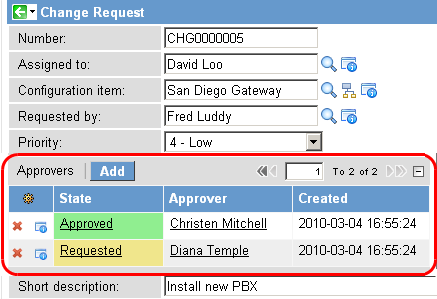 Change Request
Number: CHG0000005
Assigned to: David Loo
Configuration item: San Diego Gateway
Requested by: Fred Luddy
Priority: 4 - Low
Approvers Add 1 To 2 of 2
State Approver Created
Approved Christen Mitchell 2010-03-04 16:55:24
Requested Diana Temple 2010-03-04 16:55:24
Short description: Install new PBX